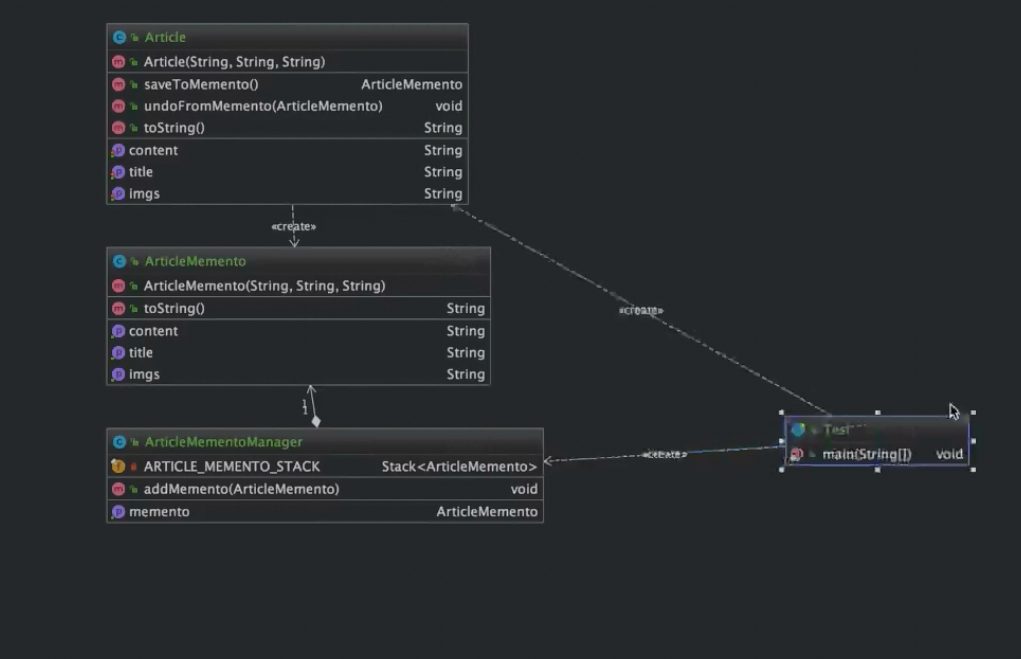 Article
Article(String, String, String)
saveToMemento() ArticleMemento
undoFromMemento(ArticleMemento) void
toString() String
content String
title String
imgs String
«create»
ArticleMemento
ArticleMemento(String, String, String)
toString() String
content String
title String
imgs String
«create»
1
1
ArticleMementoManager
ARTICLE_MEMENTO_STACK Stack<ArticleMemento>
addMemento(ArticleMemento) void
memento ArticleMemento
«create»
Test
main(String[]) void